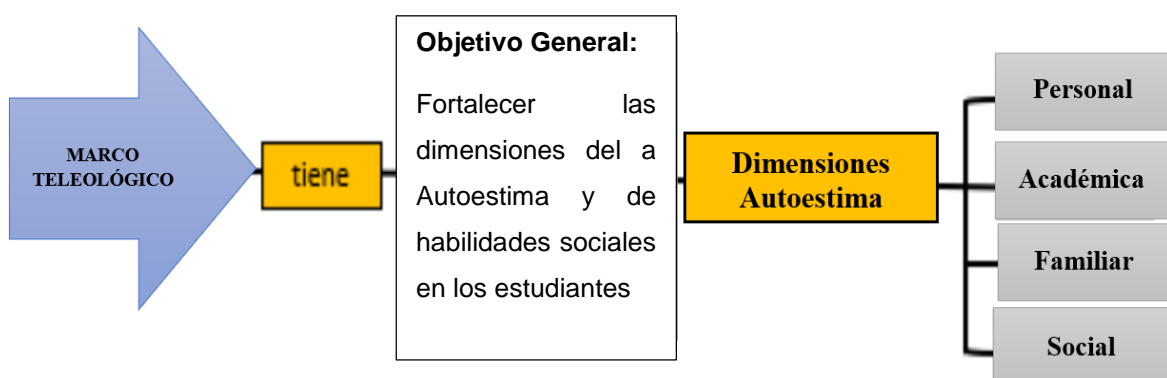 MARCO
TELEOLÓGICO
tiene
Objetivo General:
Fortalecer las
dimensiones del a
Autoestima y de
habilidades sociales
en los estudiantes
Dimensiones
Autoestima
Personal
Académica
Familiar
Social